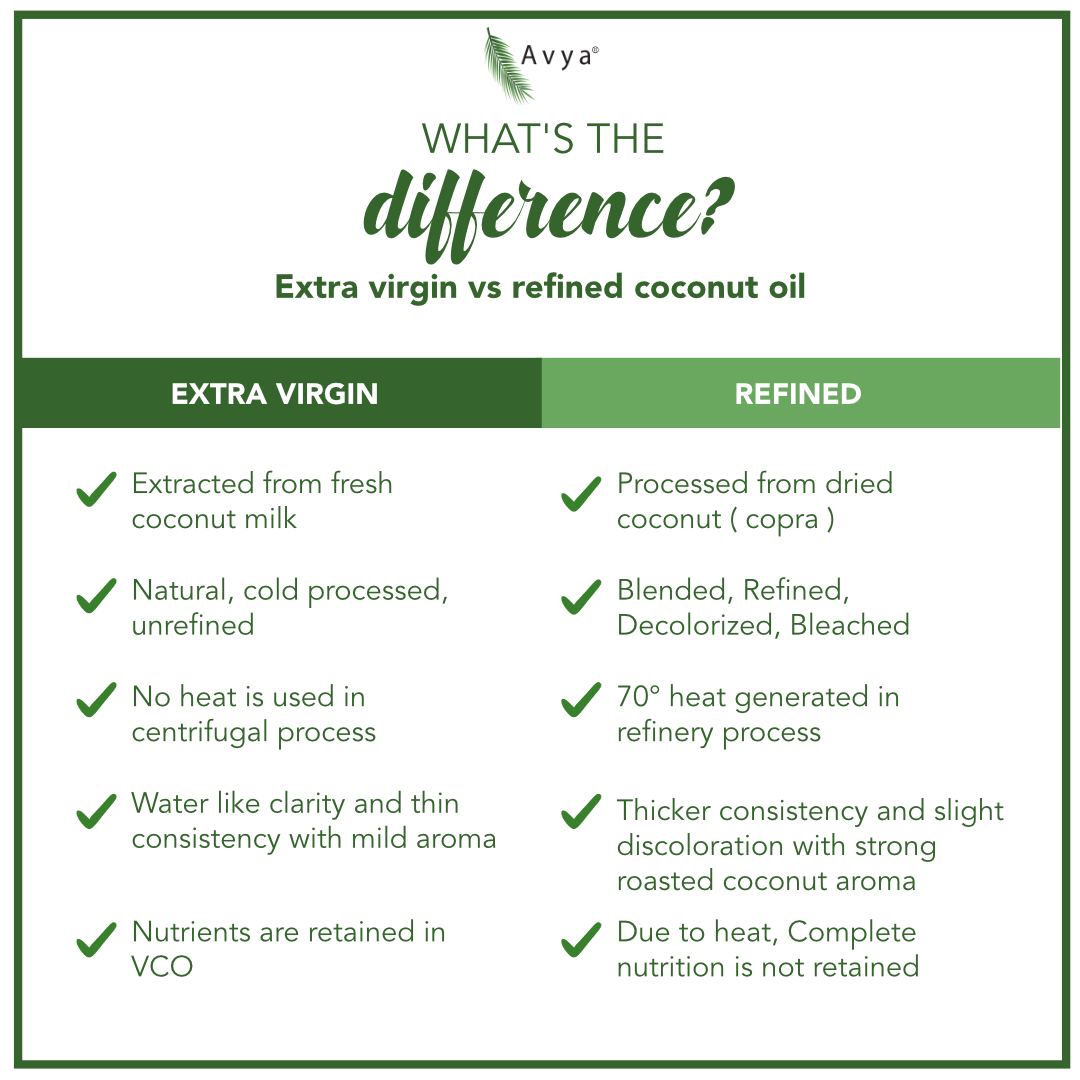 Avya®
WHAT'S THE
difference?
Extra virgin vs refined coconut oil
EXTRA VIRGIN
Extracted from fresh
coconut milk
Natural, cold processed,
unrefined
No heat is used in
centrifugal process
Water like clarity and thin
consistency with mild aroma
Nutrients are retained in
VCO
REFINED
Processed from dried
coconut ( copra )
Blended, Refined,
Decolorized, Bleached
70° heat generated in
refinery process
Thicker consistency and slight
discoloration with strong
roasted coconut aroma
Due to heat, Complete
nutrition is not retained